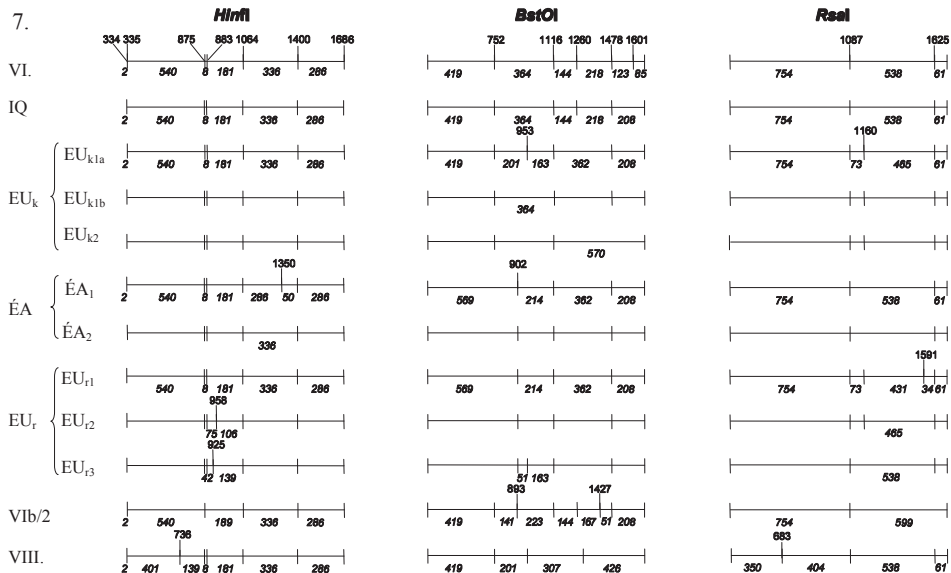 7.
HinfI BstOI RsaI
334 335 875 883 1064 1400 1686 752 1116 1260 1478 1601 1087 1625
VI.
2 540 8 181 336 286 419 364 144 218 123 85 754 538 61
IQ
2 540 8 181 336 286 419 364 144 218 208 754 538 61
953 1160
EUk1a
2 540 8 181 336 286 419 201 163 362 208 754 73 465 61
EUk EUk1b
364
EUk2
570
1350 902
ÉA1
2 540 8 181 286 50 286 569 214 362 208 754 538 61
ÉA
ÉA2
336
1591
EUr1
540 8 181 336 286 569 214 362 208 754 73 431 34 61
958
EUr EUr2
75 106 465
925
EUr3
42 139 51 163 538
893 1427
VIb/2
2 540 189 336 286 419 141 223 144 167 51 208 754 599
736 683
VIII.
2 401 139 8 181 336 286 419 201 307 426 350 404 538 61